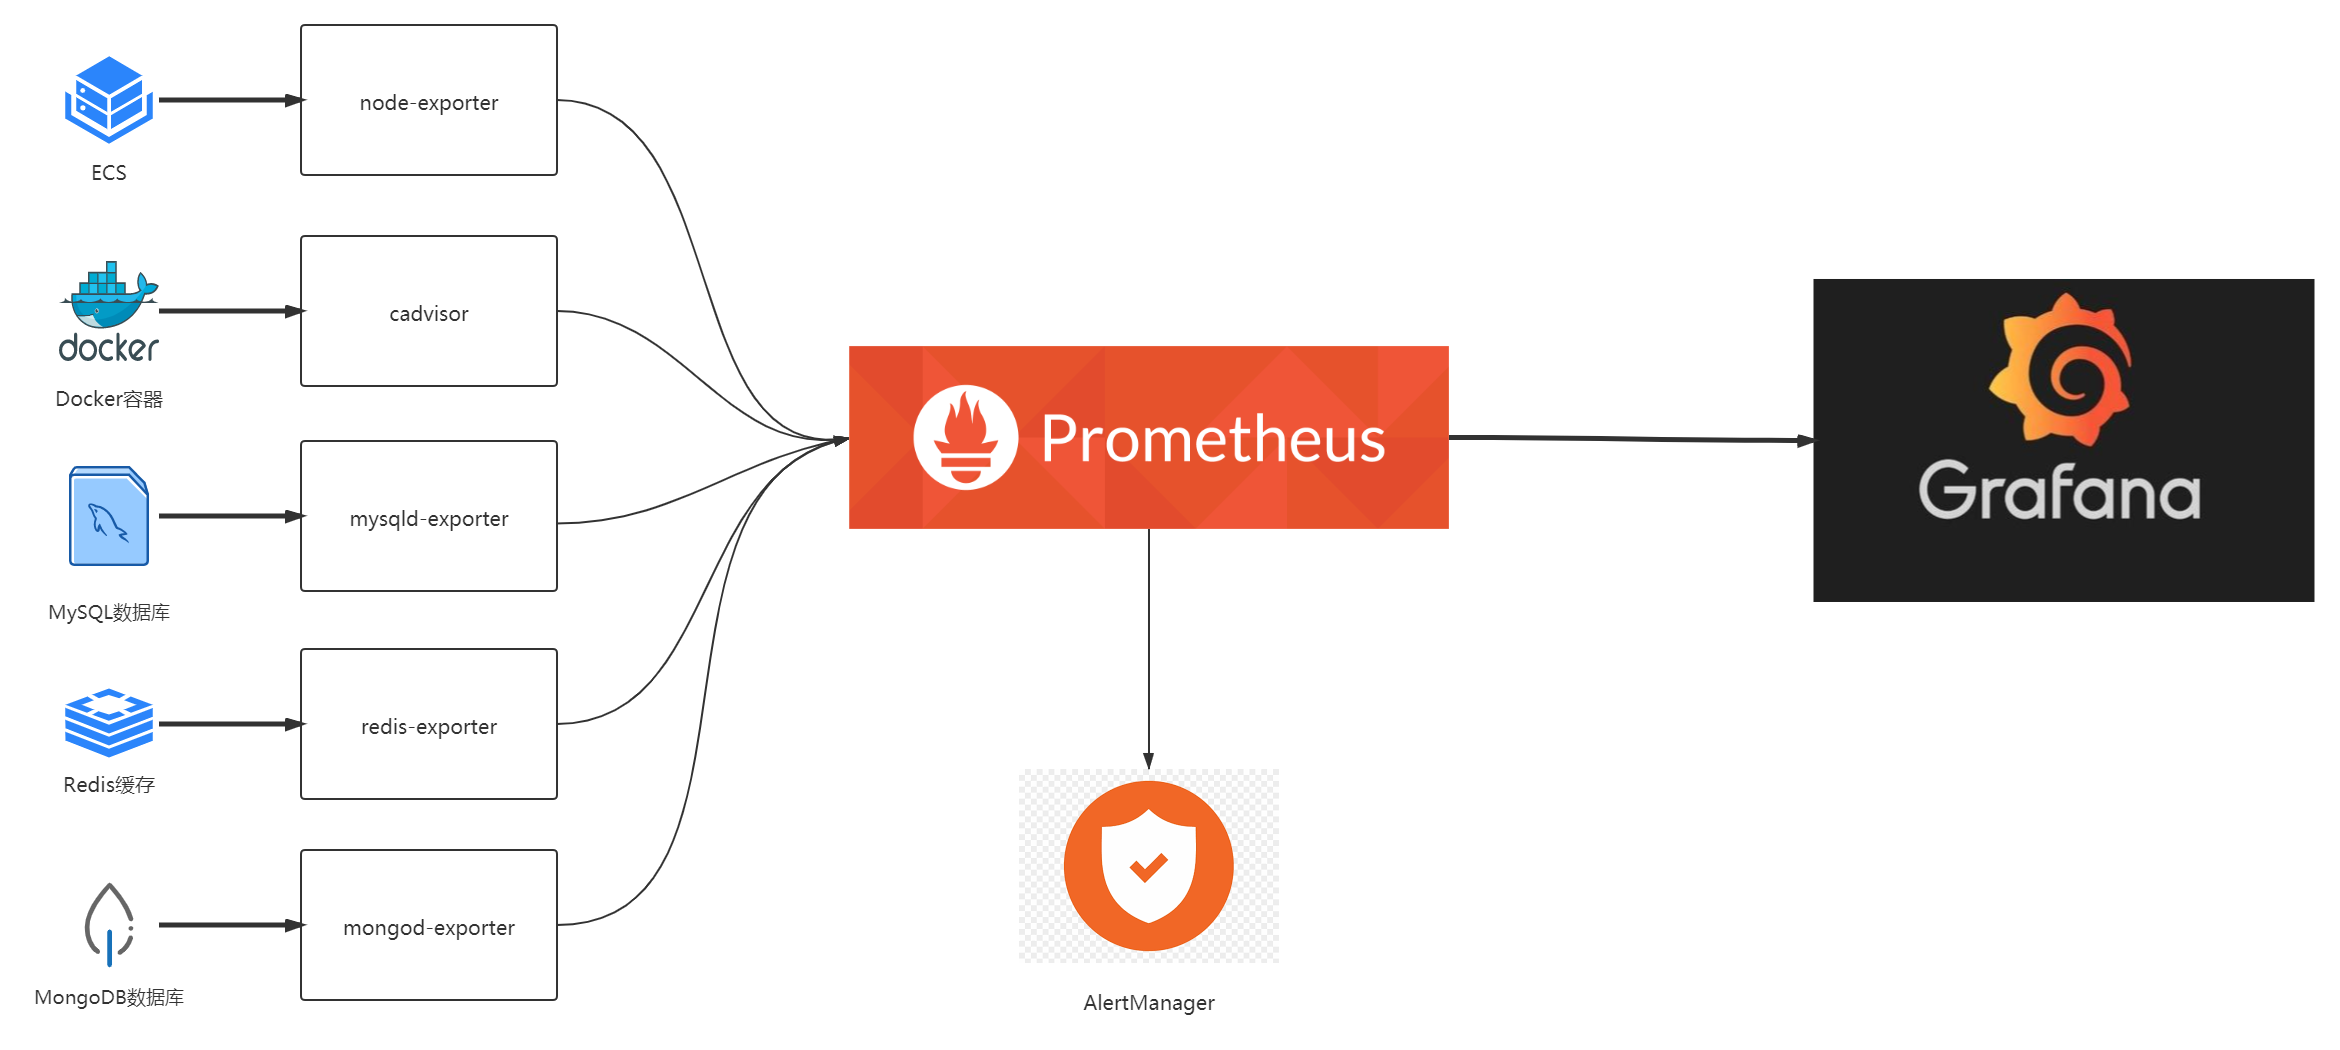 ECS
node-exporter
docker
Docker容器
cadvisor
MySQL数据库
mysqld-exporter
Redis缓存
redis-exporter
MongoDB数据库
mongod-exporter
Prometheus
AlertManager
Grafana